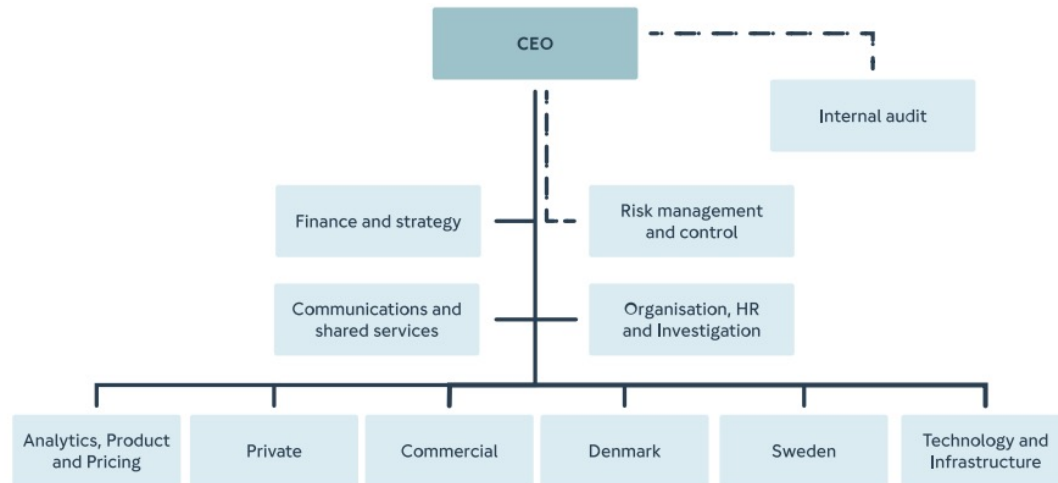 CEO
Internal audit
Finance and strategy
Risk management
and control
Communications and
shared services
Organisation, HR
and Investigation
Analytics, Product
and Pricing
Private
Commercial
Denmark
Sweden
Technology and
Infrastructure